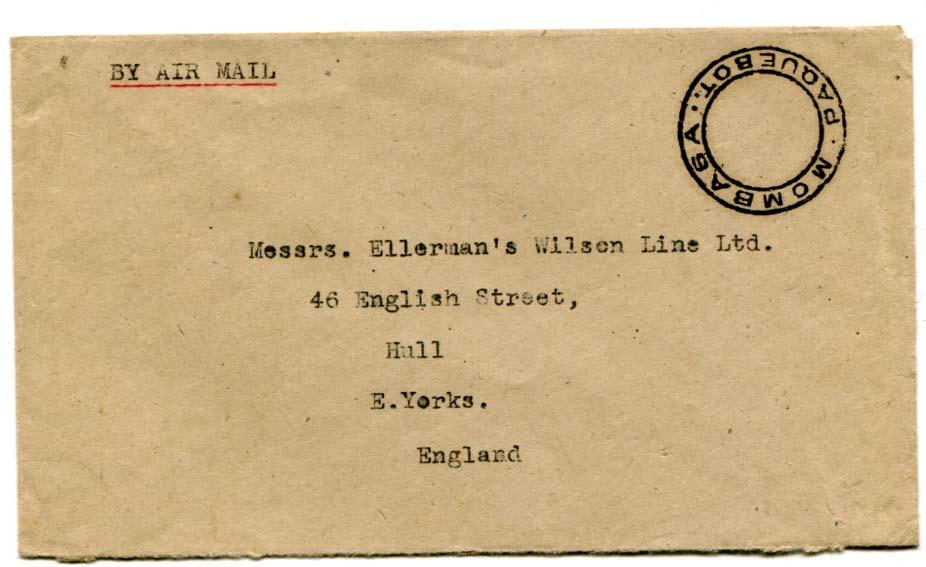 BY AIR MAIL
PAQUEBOT. MOMBASA.
Messrs. Ellerman's Wilson Line Ltd.
46 English Street,
Hull
E.Yorks.
England